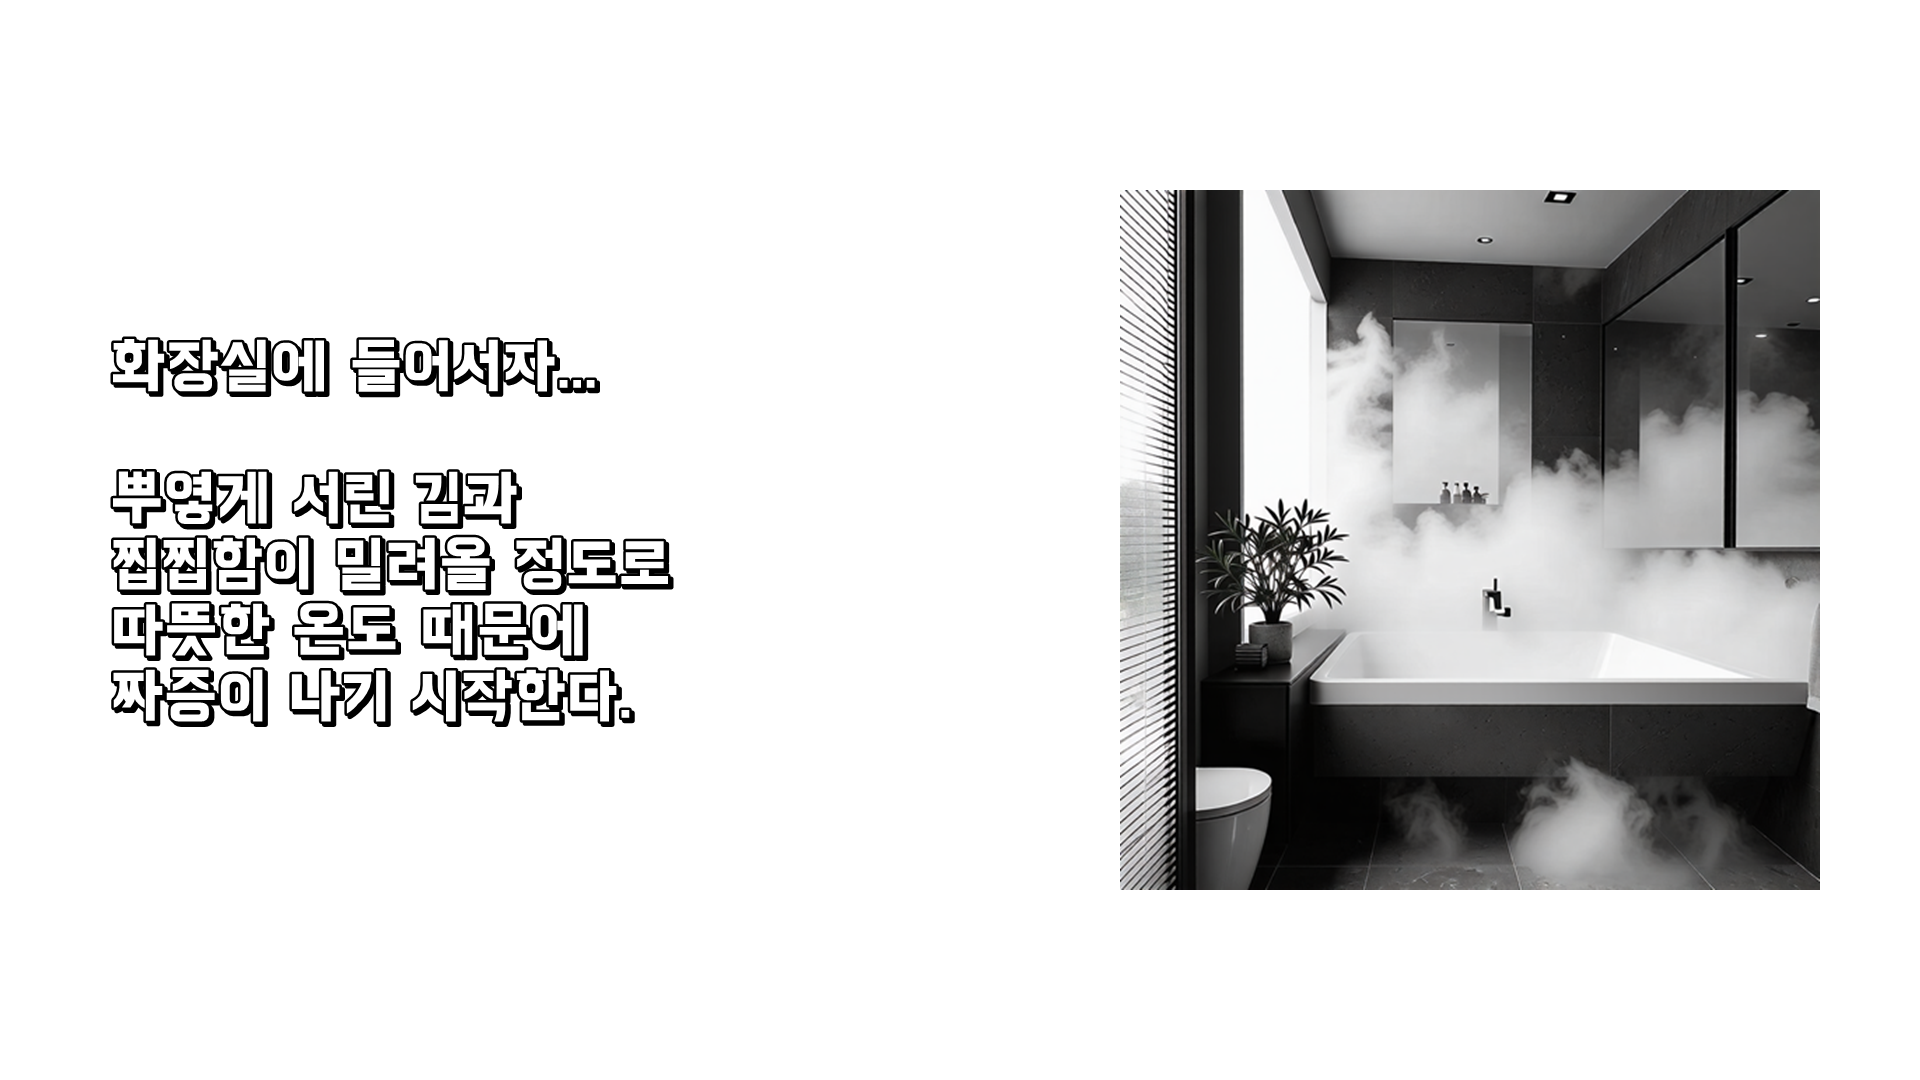 화장실에 들어서자...
뿌옇게 서린 김과
찝찝함이 밀려올 정도로
따뜻한 온도 때문에
짜증이 나기 시작한다.